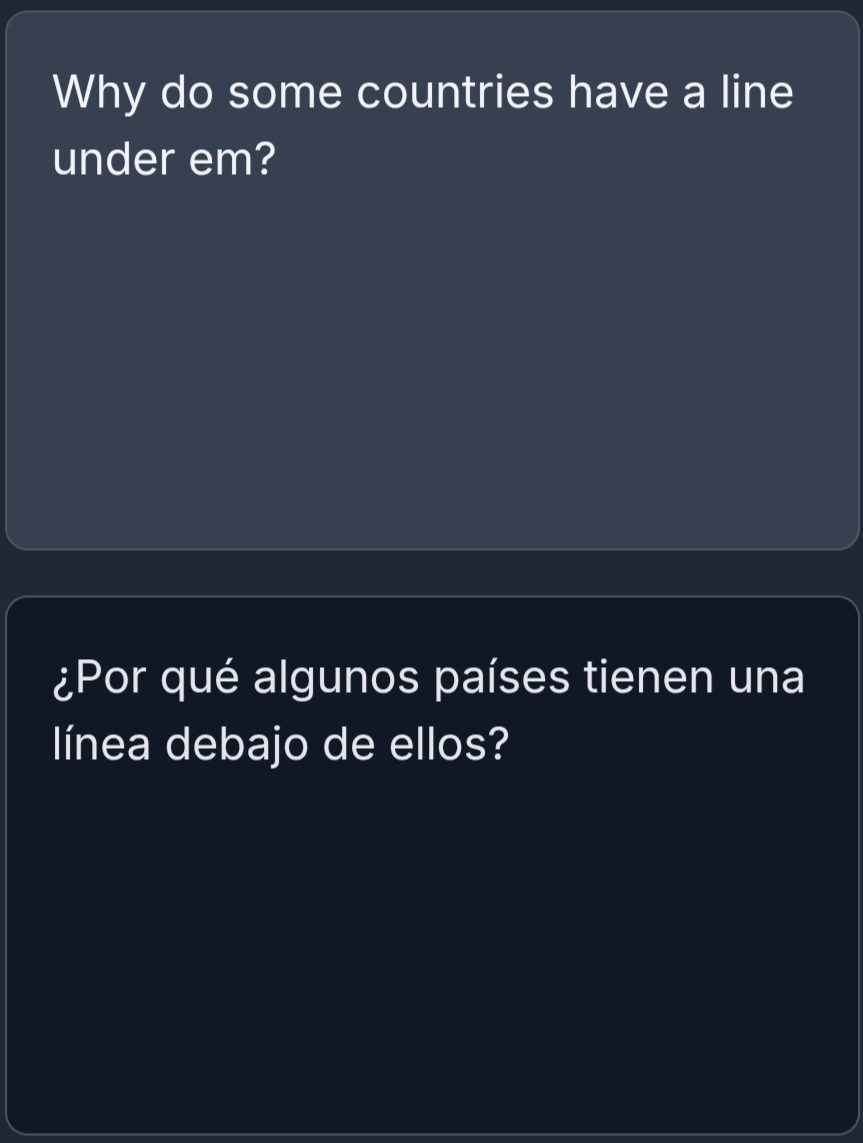 Why do some countries have a line
under em?
¿Por qué algunos países tienen una
línea debajo de ellos?